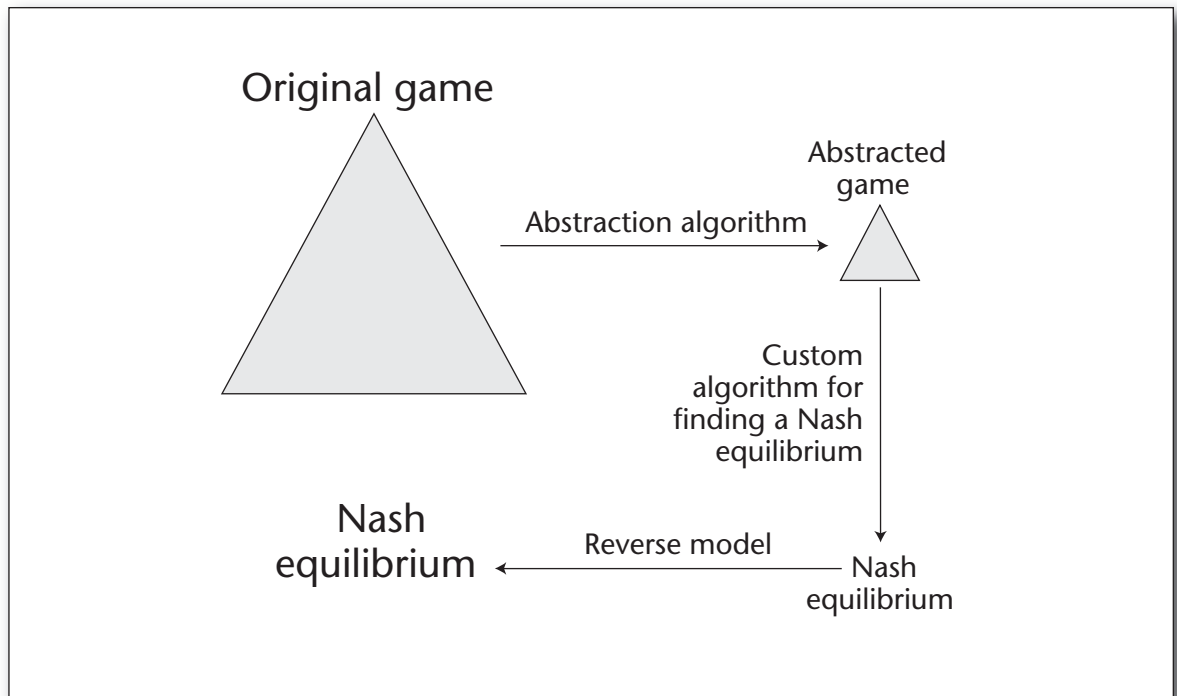 Original game
Abstracted
game
Abstraction algorithm
Custom
algorithm for
finding a Nash
equilibrium
Nash
equilibrium
Reverse model
Nash
equilibrium